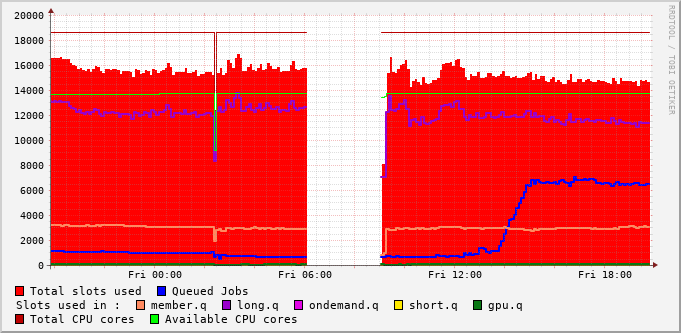 20000
18000
16000
14000
12000
10000
8000
6000
4000
2000
0
Fri 00:00 Fri 06:00 Fri 12:00 Fri 18:00
RRDTOOL / TOBI OETIKER
Total slots used Queued Jobs
Slots used in : member.q long.q ondemand.q short.q gpu.q
Total CPU cores Available CPU cores